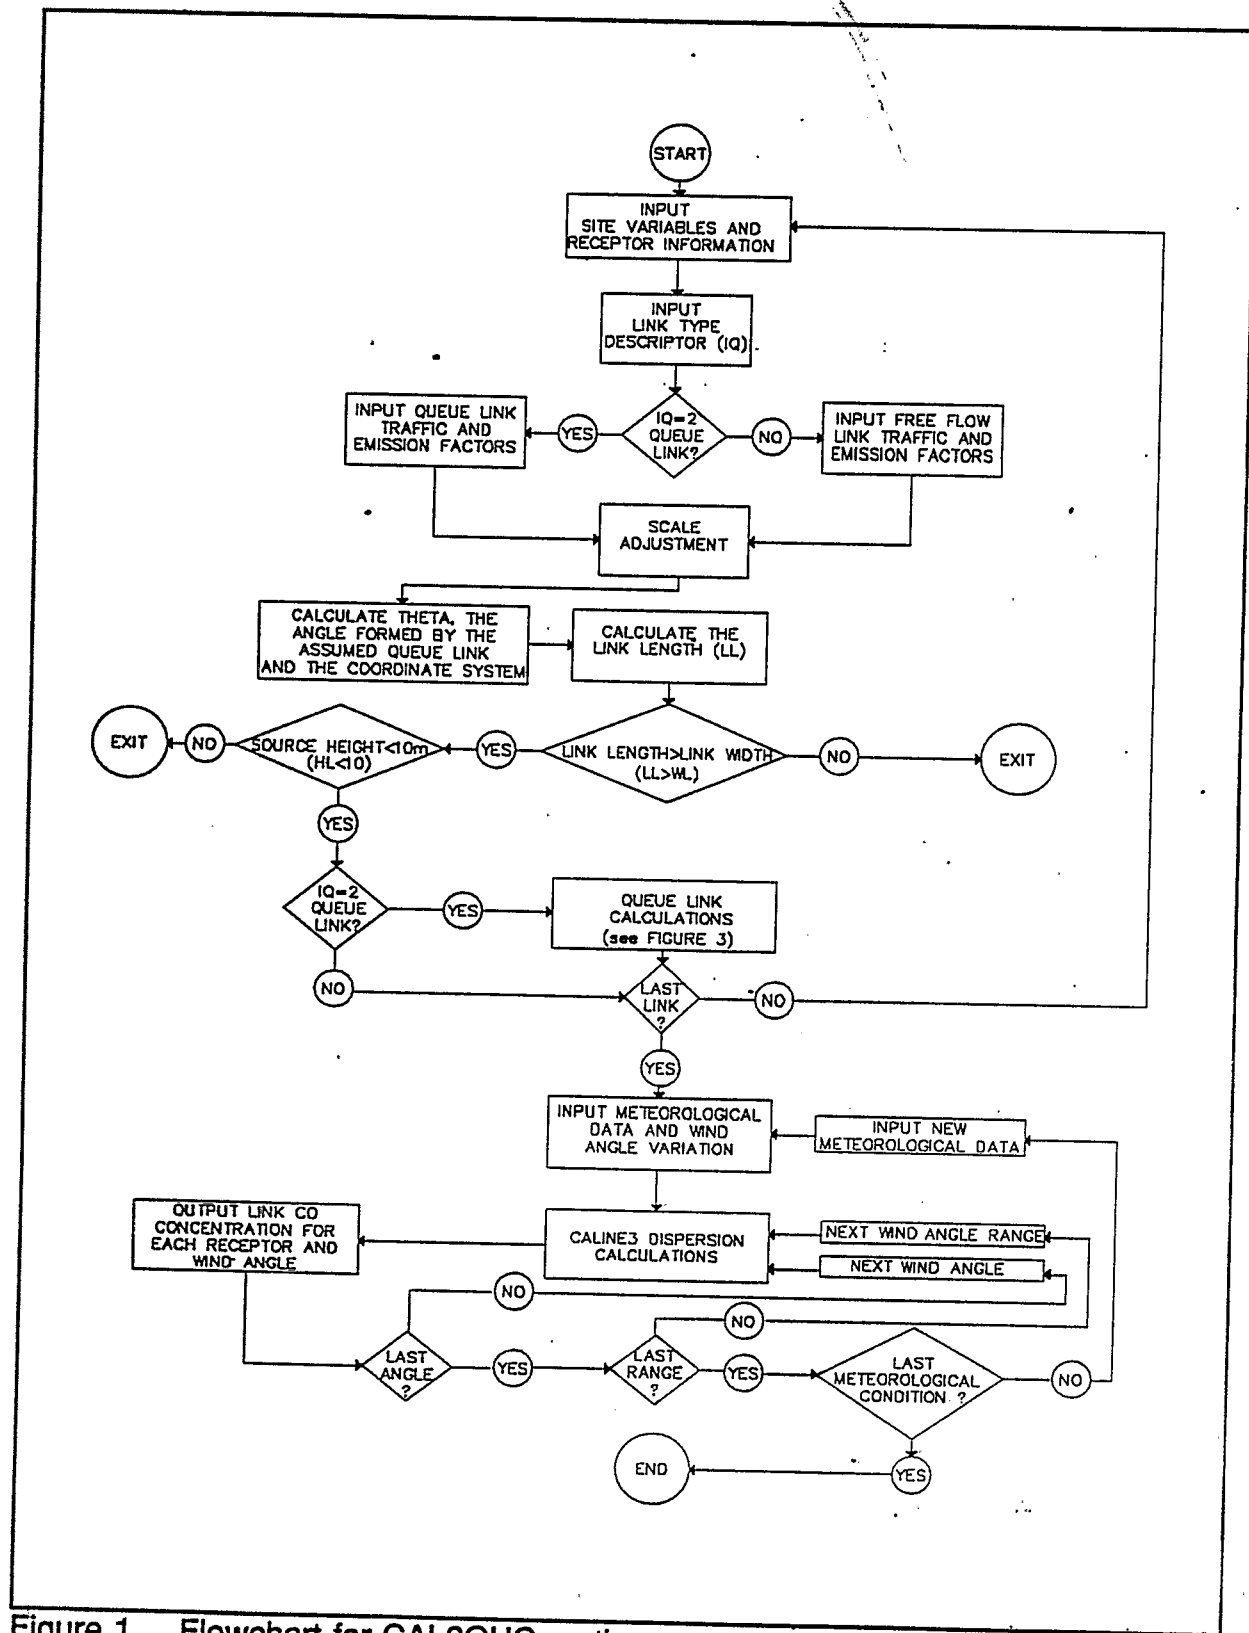 START
INPUT
SITE VARIABLES AND
RECEPTOR INFORMATION
INPUT
LINK TYPE
DESCRIPTOR (IQ)
INPUT QUEUE LINK
TRAFFIC AND
EMISSION FACTORS
YES
IQ=2
QUEUE
LINK?
NO
INPUT FREE FLOW
LINK TRAFFIC AND
EMISSION FACTORS
SCALE
ADJUSTMENT
CALCULATE THETA, THE
ANGLE FORMED BY THE
ASSUMED QUEUE LINK
AND THE COORDINATE SYSTEM
CALCULATE THE
LINK LENGTH (LL)
EXIT
NO
SOURCE HEIGHT<10m
(HL<10)
YES
LINK LENGTH>LINK WIDTH
(LL>WL)
NO
EXIT
YES
IQ=2
QUEUE
LINK?
YES
QUEUE LINK
CALCULATIONS
(see FIGURE 3)
NO
LAST
LINK
?
NO
YES
INPUT METEOROLOGICAL
DATA AND WIND
ANGLE VARIATION
INPUT NEW
METEOROLOGICAL DATA
OUTPUT LINK CO
CONCENTRATION FOR
EACH RECEPTOR AND
WIND ANGLE
CALINE3 DISPERSION
CALCULATIONS
NEXT WIND ANGLE RANGE
NEXT WIND ANGLE
NO
NO
LAST
ANGLE
?
YES
LAST
RANGE
?
YES
LAST
METEOROLOGICAL
CONDITION ?
NO
END
YES
Figure 1. Flowchart for